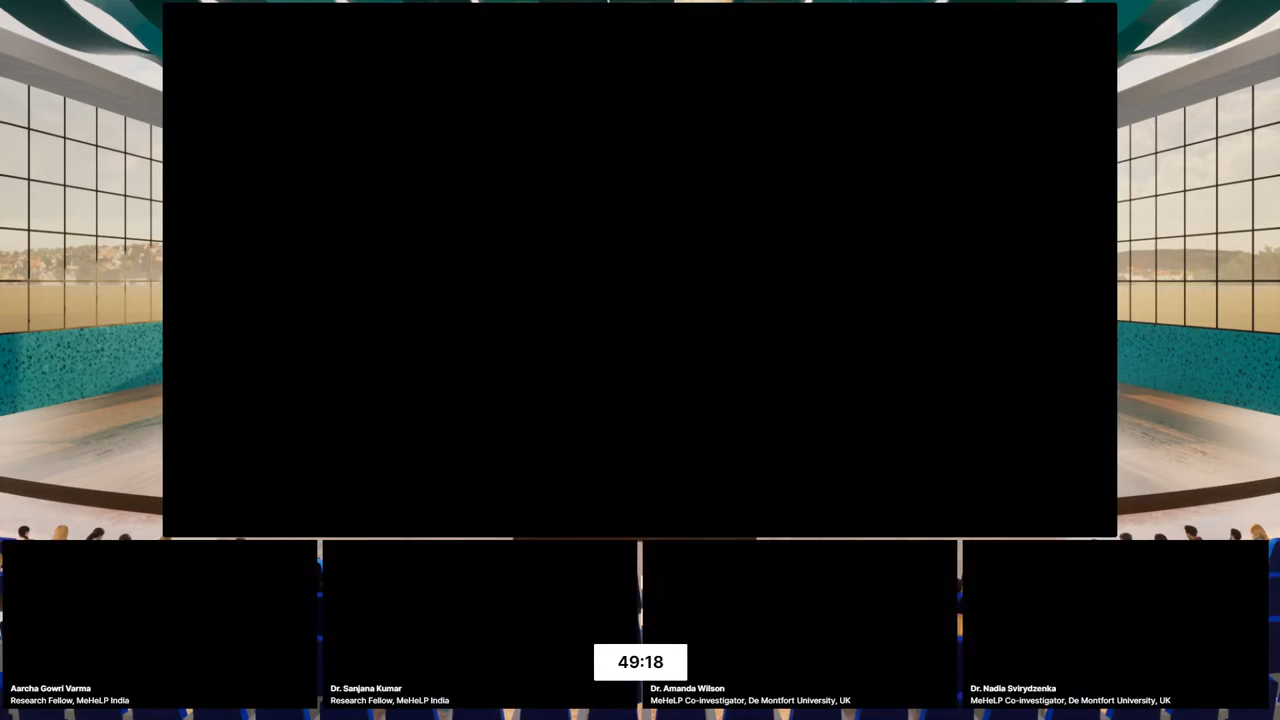 49:18
Aarcha Gowri Varma
Research Fellow, MeHeLP India
Dr. Sanjana Kumar
Research Fellow, MeHeLP India
Dr. Amanda Wilson
MeHeLP Co-investigator, De Montfort University, UK
Dr. Nadia Svirydzenka
MeHeLP Co-investigator, De Montfort University, UK